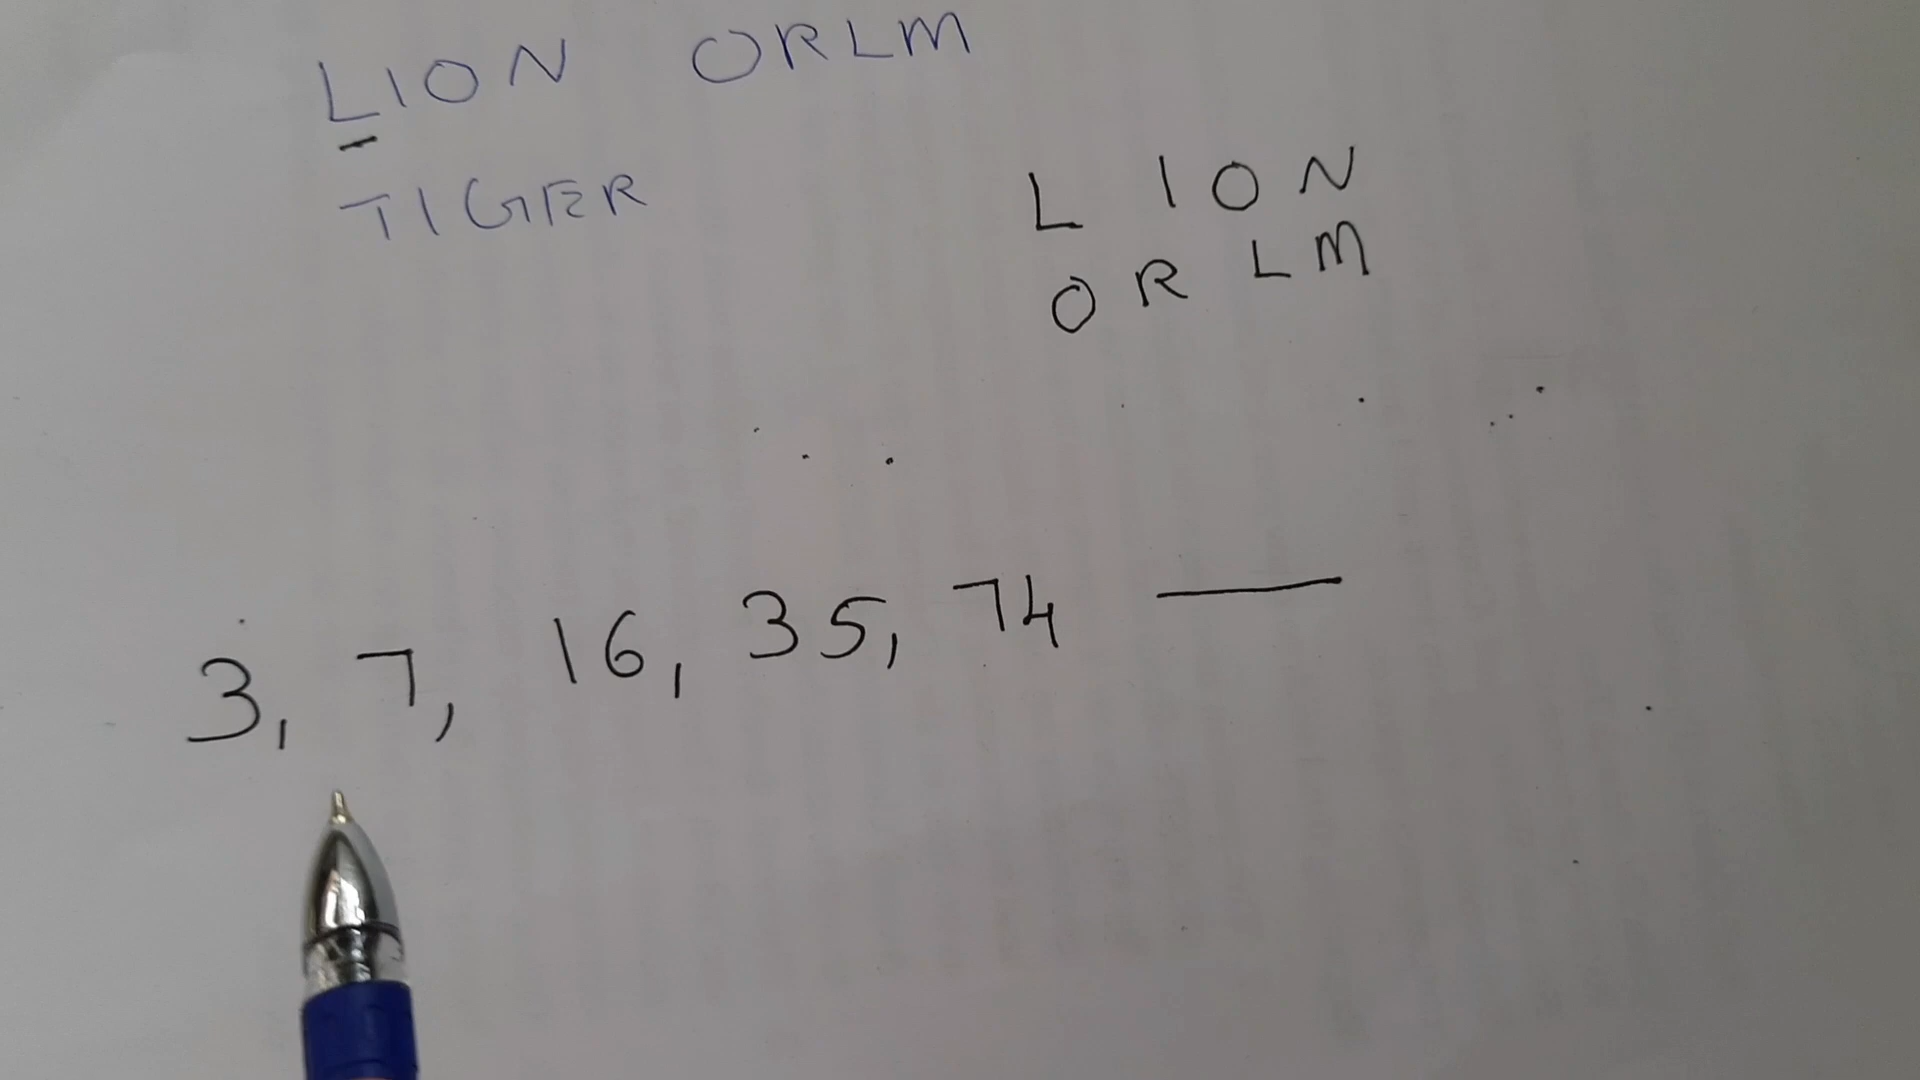 LION ORLM
TIGER
L I O N
O R L M
3, 7, 16, 35, 74 ___